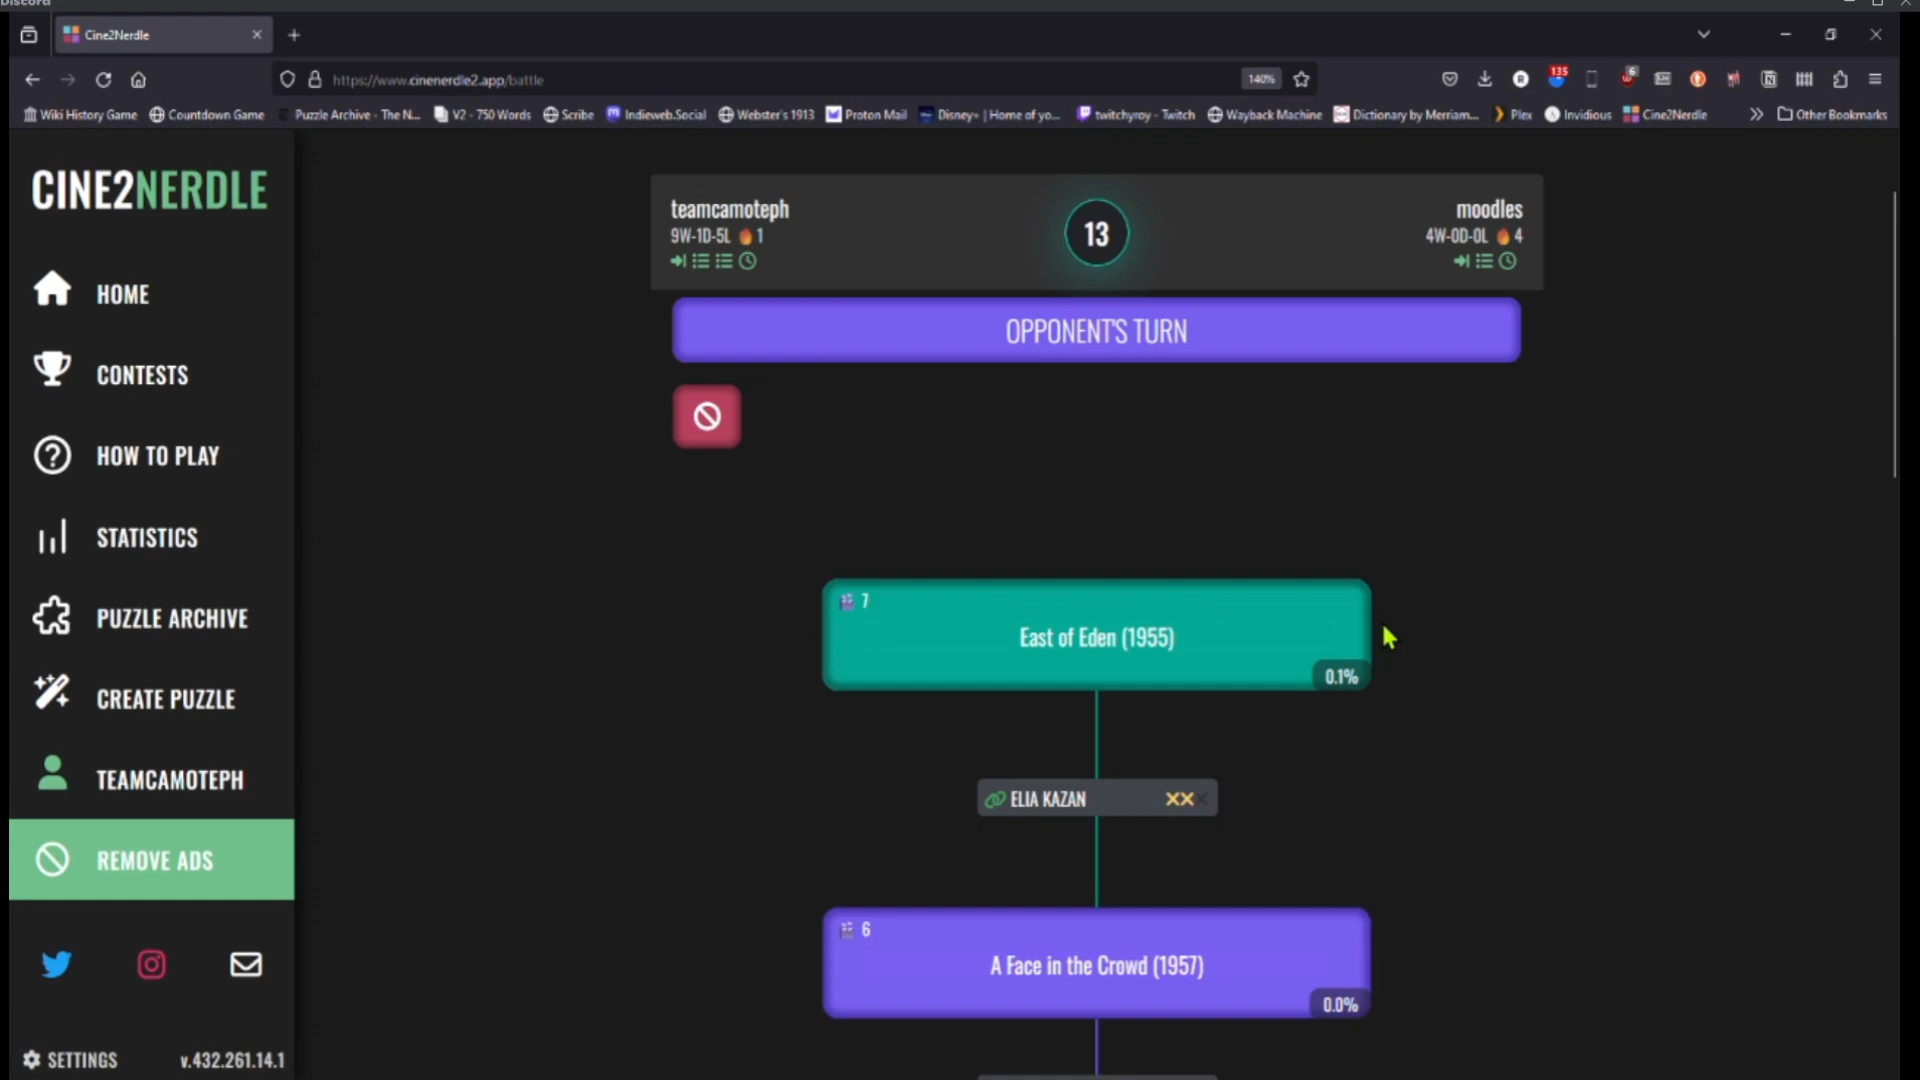 Discord
Cine2Nerdle
https://www.cinenerdle2.app/battle
140%
135
6
Wiki History Game
Countdown Game
Puzzle Archive - The N...
V2 - 750 Words
Scribe
Indieweb.Social
Webster's 1913
Proton Mail
Disney+ | Home of yo...
twitchyroy - Twitch
Wayback Machine
Dictionary by Merriam...
Plex
Invidious
Cine2Nerdle
Other Bookmarks
CINE2NERDLE
HOME
CONTESTS
HOW TO PLAY
STATISTICS
PUZZLE ARCHIVE
CREATE PUZZLE
TEAMCAMOTEPH
REMOVE ADS
SETTINGS
v.432.261.14.1
teamcamoteph
9W-1D-5L 1
13
moodles
4W-0D-0L 4
OPPONENT'S TURN
7
East of Eden (1955)
0.1%
ELIA KAZAN
6
A Face in the Crowd (1957)
0.0%